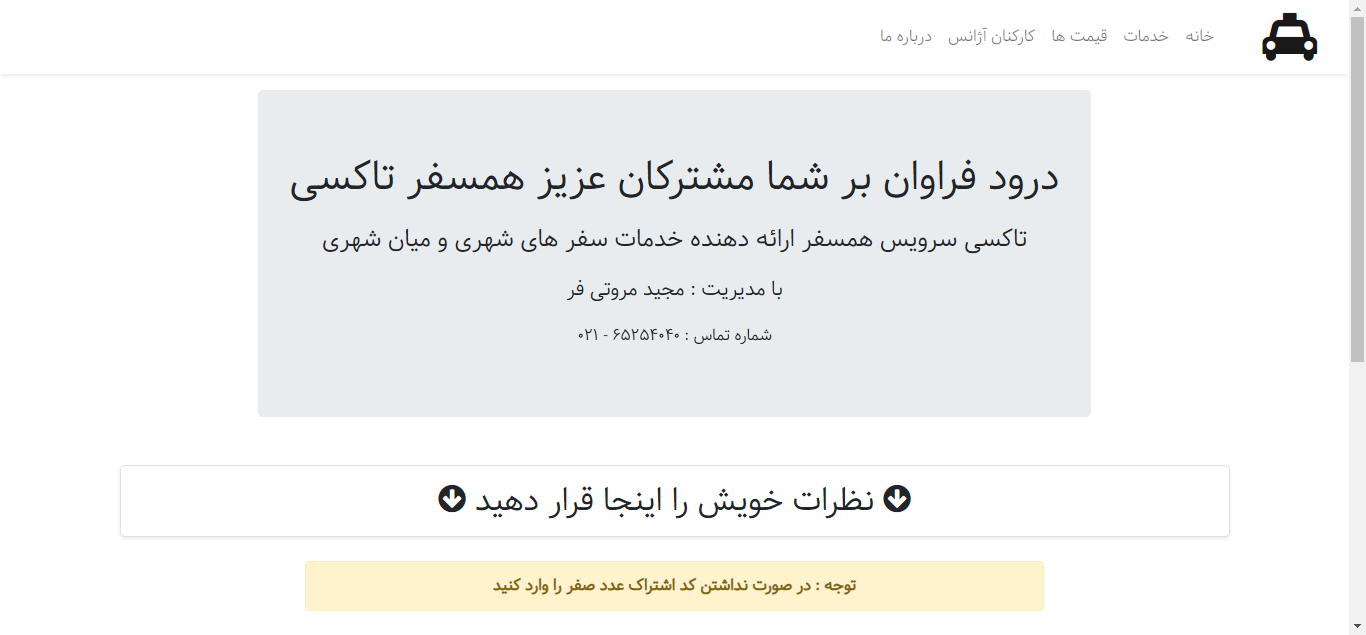 خانه
خدمات
قیمت ها
کارکنان آژانس
درباره ما
درود فراوان بر شما مشترکان عزیز همسفر تاکسی
تاکسی سرویس همسفر ارائه دهنده خدمات سفر های شهری و میان شهری
با مدیریت : مجید مروتی فر
شماره تماس : ۶۵۲۵۴۰۴۰ - ۰۲۱
نظرات خویش را اینجا قرار دهید
توجه : در صورت نداشتن کد اشتراک عدد صفر را وارد کنید